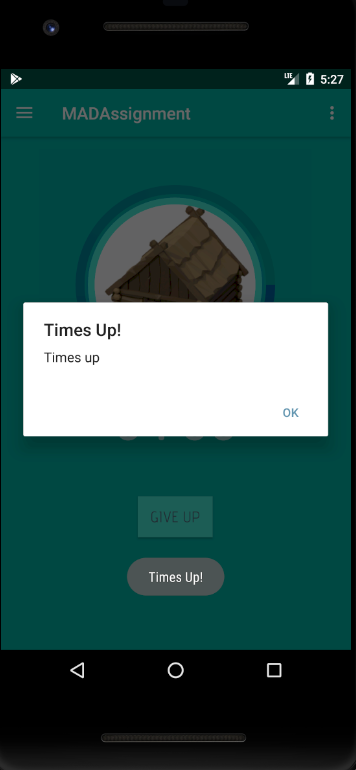 LTE 5:27
MADAssignment
Times Up!
Times up
OK
GIVE UP
Times Up!